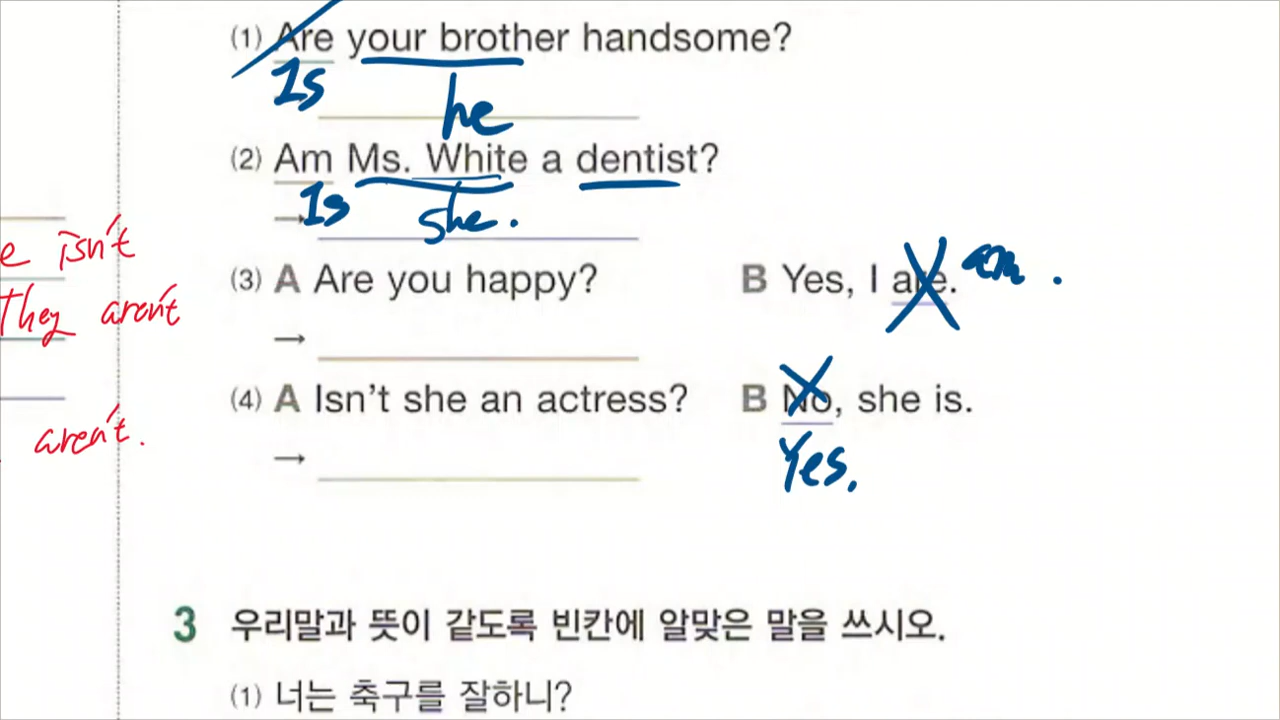 (1) Are your brother handsome?
Is
he
(2) Am Ms. White a dentist?
→ Is she.
e isn't
(3) A Are you happy? B Yes, I are. am.
They aren't
→
(4) A Isn't she an actress? B No, she is.
aren't.
→ Yes.
3 우리말과 뜻이 같도록 빈칸에 알맞은 말을 쓰시오.
(1) 너는 축구를 잘하니?